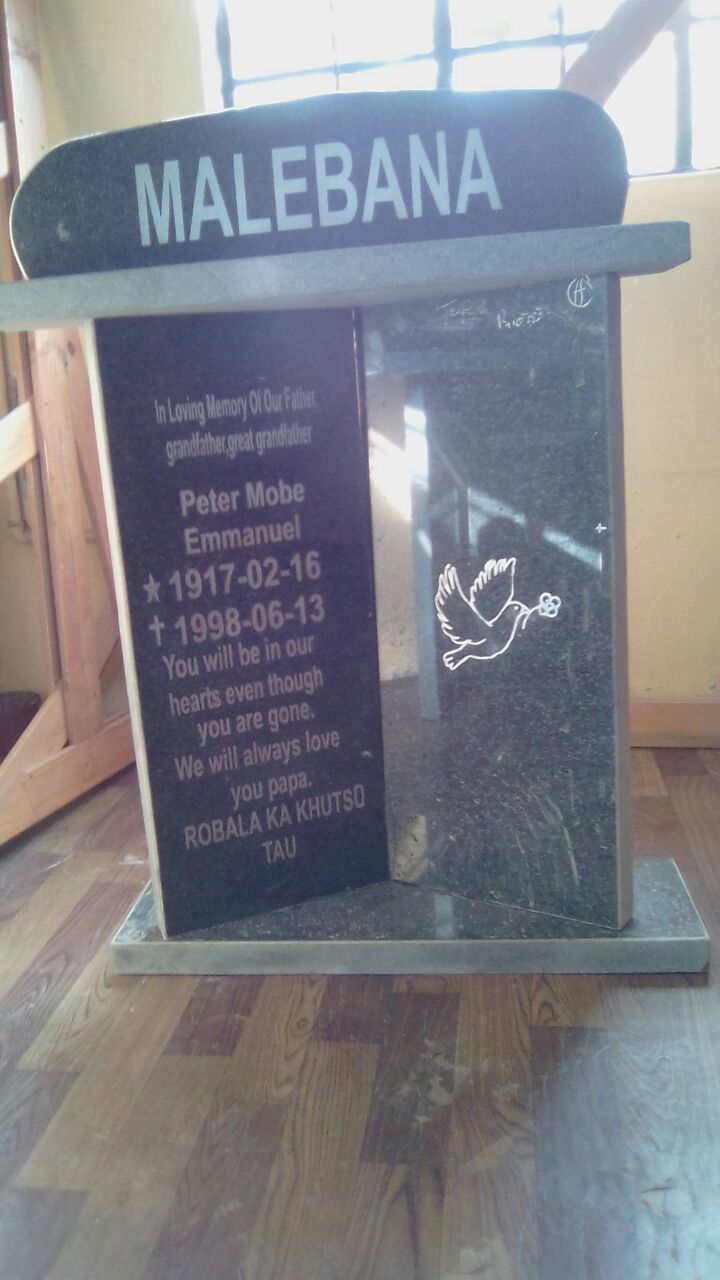 MALEBANA
In Loving Memory Of Our Father
grandfather,great grandfather
Peter Mobe
Emmanuel
1917-02-16
1998-06-13
You will be in our
hearts even though
you are gone.
We will always love
you papa.
ROBALA KA KHUTSO
TAU